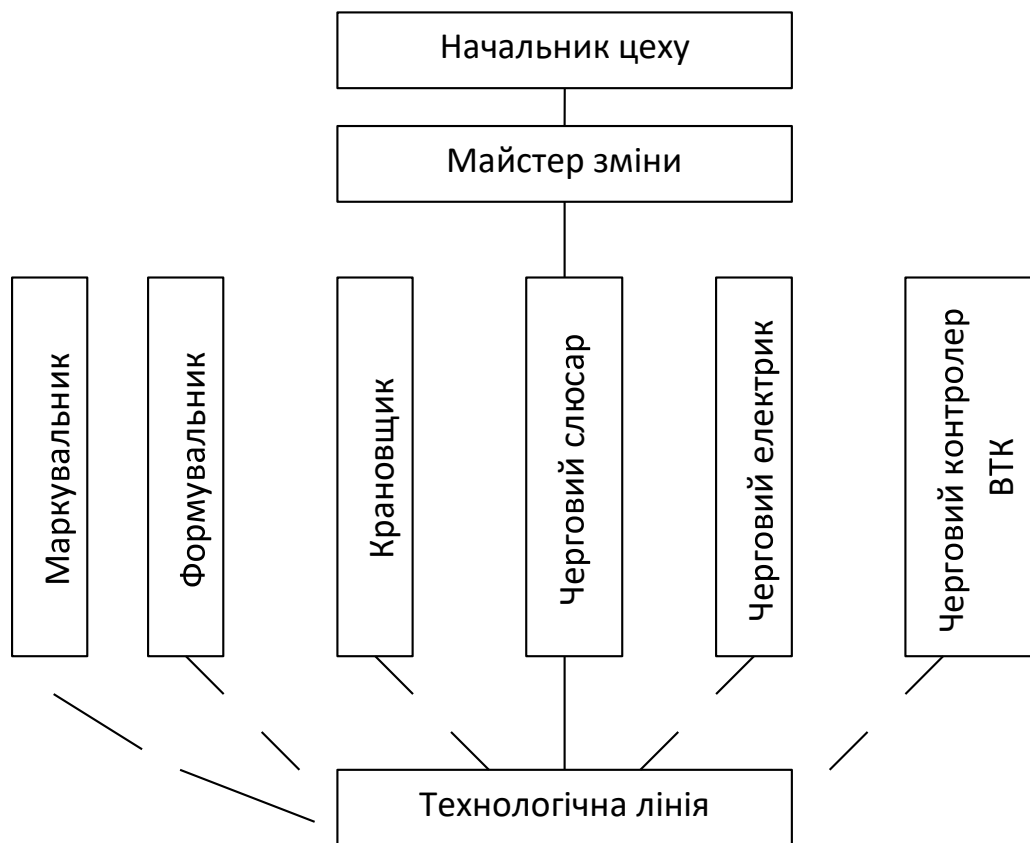 Начальник цеху
Майстер зміни
Маркувальник
Формувальник
Крановщик
Черговий слюсар
Черговий електрик
Черговий контролер
ВТК
Технологічна лінія